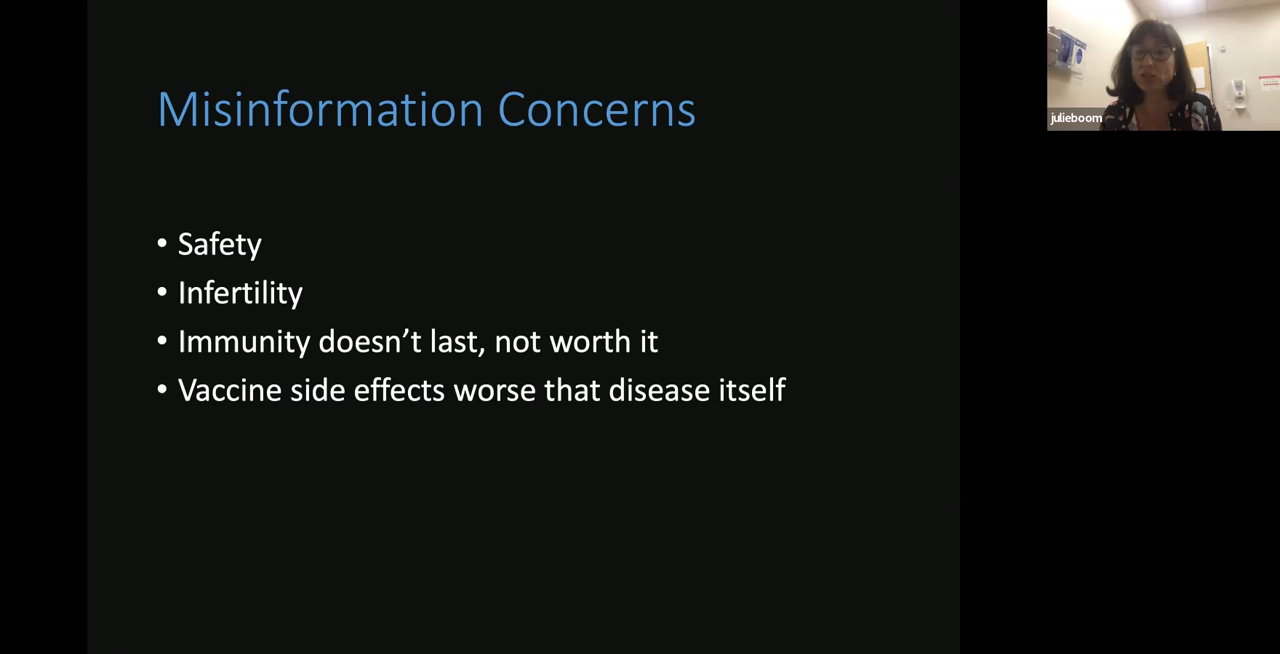 Misinformation Concerns
• Safety
• Infertility
• Immunity doesn’t last, not worth it
• Vaccine side effects worse that disease itself
julieboom